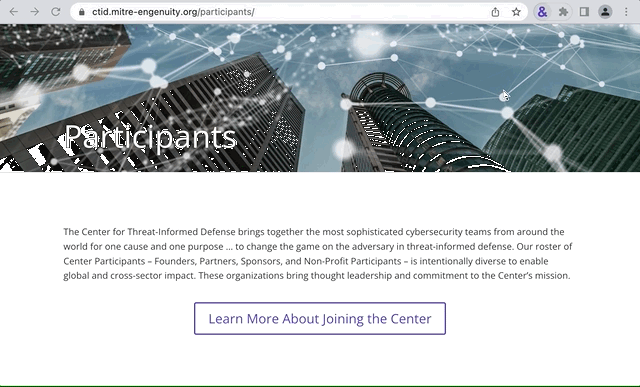 ctid.mitre-engenuity.org/participants/
Participants
The Center for Threat-Informed Defense brings together the most sophisticated cybersecurity teams from around the
world for one cause and one purpose ... to change the game on the adversary in threat-informed defense. Our roster of
Center Participants – Founders, Partners, Sponsors, and Non-Profit Participants – is intentionally diverse to enable
global and cross-sector impact. These organizations bring thought leadership and commitment to the Center's mission.
Learn More About Joining the Center